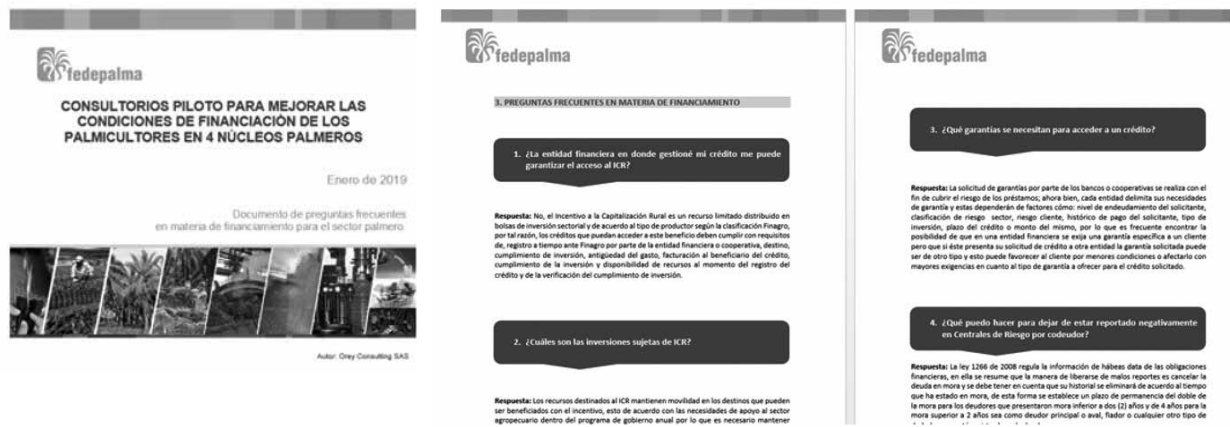 fedepalma
CONSULTORIOS PILOTO PARA MEJORAR LAS
CONDICIONES DE FINANCIACIÓN DE LOS
PALMICULTORES EN 4 NÚCLEOS PALMEROS
Enero de 2019
Documento de preguntas frecuentes
en materia de financiamiento para el sector palmero
Autor: Grey Consulting SAS
fedepalma
3. PREGUNTAS FRECUENTES EN MATERIA DE FINANCIAMIENTO
1. ¿La entidad financiera en donde gestioné mi crédito me puede
garantizar el acceso al ICR?
Respuesta: No, el Incentivo a la Capitalización Rural es un recurso limitado distribuido en
bolsas de inversión sectorial y de acuerdo al tipo de productor según la clasificación Finagro,
por tal razón, los créditos que puedan acceder a este beneficio deben cumplir con requisitos
de, registro a tiempo ante Finagro por parte de la entidad financiera o cooperativa, destino,
cumplimiento de inversión, antigüedad del gasto, facturación al beneficiario del crédito,
cumplimiento de la inversión y disponibilidad de recursos al momento del registro del
crédito y de la verificación del cumplimiento de inversión.
2. ¿Cuáles son las inversiones sujetas de ICR?
Respuesta: Los recursos destinados al ICR mantienen movilidad en los destinos que pueden
ser beneficiados con el incentivo, esto de acuerdo con las necesidades de apoyo al sector
agropecuario dentro del programa de gobierno anual por lo que es necesario mantener
fedepalma
3. ¿Qué garantías se necesitan para acceder a un crédito?
Respuesta: La solicitud de garantías por parte de los bancos o cooperativas se realiza con el
fin de cubrir el riesgo de los préstamos; ahora bien, cada entidad delimita sus necesidades
de garantía y estas dependerán de factores cómo: nivel de endeudamiento del solicitante,
clasificación de riesgo sector, riesgo cliente, histórico de pago del solicitante, tipo de
inversión, plazo del crédito o monto del mismo, por lo que es frecuente encontrar la
posibilidad de que en una entidad financiera se exija una garantía específica a un cliente
pero que si éste presenta su solicitud de crédito a otra entidad la garantía solicitada puede
ser de otro tipo y esto puede favorecer al cliente por menores condiciones o afectarlo con
mayores exigencias en cuanto al tipo de garantía a ofrecer para el crédito solicitado.
4. ¿Qué puedo hacer para dejar de estar reportado negativamente
en Centrales de Riesgo por codeudor?
Respuesta: La ley 1266 de 2008 regula la información de hábeas data de las obligaciones
financieras, en ella se resume que la manera de liberarse de malos reportes es cancelar la
deuda en mora y se debe tener en cuenta que su historial se eliminará de acuerdo al tiempo
que ha estado en mora, de esta forma se establece un plazo de permanencia del doble de
la mora para los deudores que presentaron mora inferior a dos (2) años y de 4 años para la
mora superior a 2 años sea como deudor principal o aval, fiador o cualquier otro tipo de